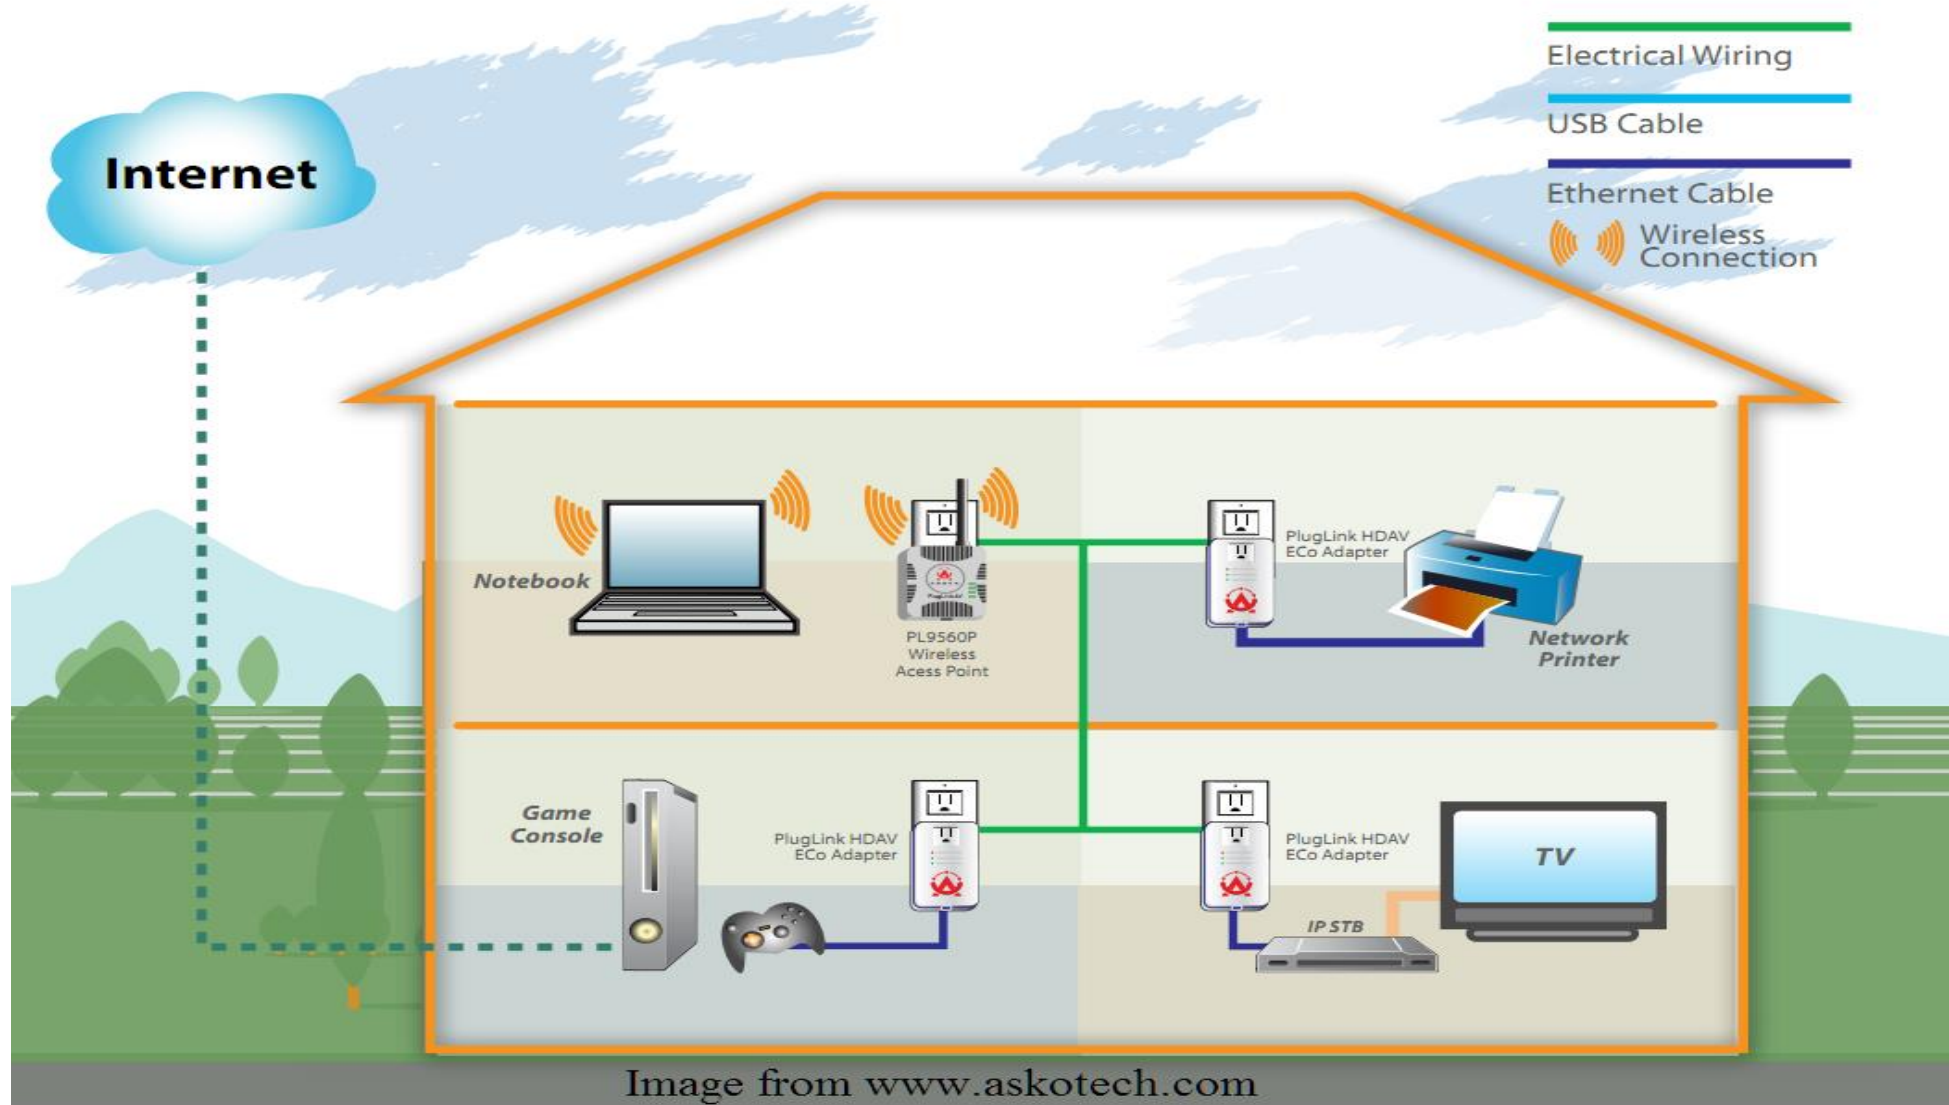 Electrical Wiring
USB Cable
Ethernet Cable
Wireless
Connection
Internet
Notebook
PL9560P
Wireless
Acess Point
PlugLink HDAV
ECo Adapter
Network
Printer
Game
Console
PlugLink HDAV
ECo Adapter
PlugLink HDAV
ECo Adapter
IP STB
TV
Image from www.askotech.com